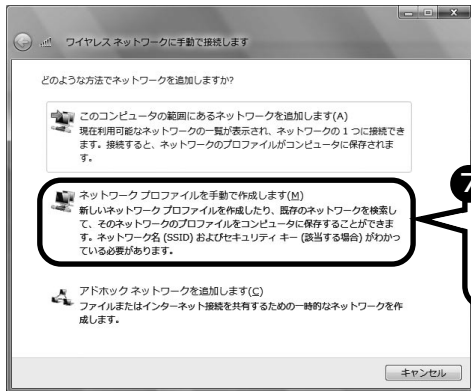 ワイヤレス ネットワークに手動で接続します
どのような方法でネットワークを追加しますか?
このコンピュータの範囲にあるネットワークを追加します(A)
現在利用可能なネットワークの一覧が表示され、ネットワークの 1 つに接続でき
ます。接続すると、ネットワークのプロファイルがコンピュータに保存されま
す。
ネットワーク プロファイルを手動で作成します(M)
新しいネットワーク プロファイルを作成したり、既存のネットワークを検索し
て、そのネットワークのプロファイルをコンピュータに保存することができま
す。ネットワーク名 (SSID) およびセキュリティ キー (該当する場合) がわかっ
ている必要があります。
7
アドホック ネットワークを追加します(C)
ファイルまたはインターネット接続を共有するための一時的なネットワークを作
成します。
キャンセル